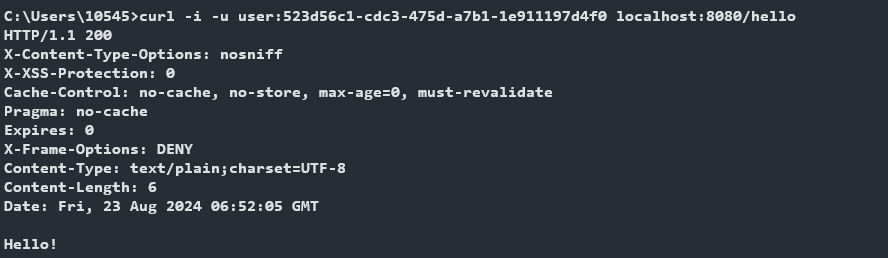 C:\Users\10545>curl -i -u user:523d56c1-cdc3-475d-a7b1-1e911197d4f0 localhost:8080/hello
HTTP/1.1 200
X-Content-Type-Options: nosniff
X-XSS-Protection: 0
Cache-Control: no-cache, no-store, max-age=0, must-revalidate
Pragma: no-cache
Expires: 0
X-Frame-Options: DENY
Content-Type: text/plain;charset=UTF-8
Content-Length: 6
Date: Fri, 23 Aug 2024 06:52:05 GMT

Hello!